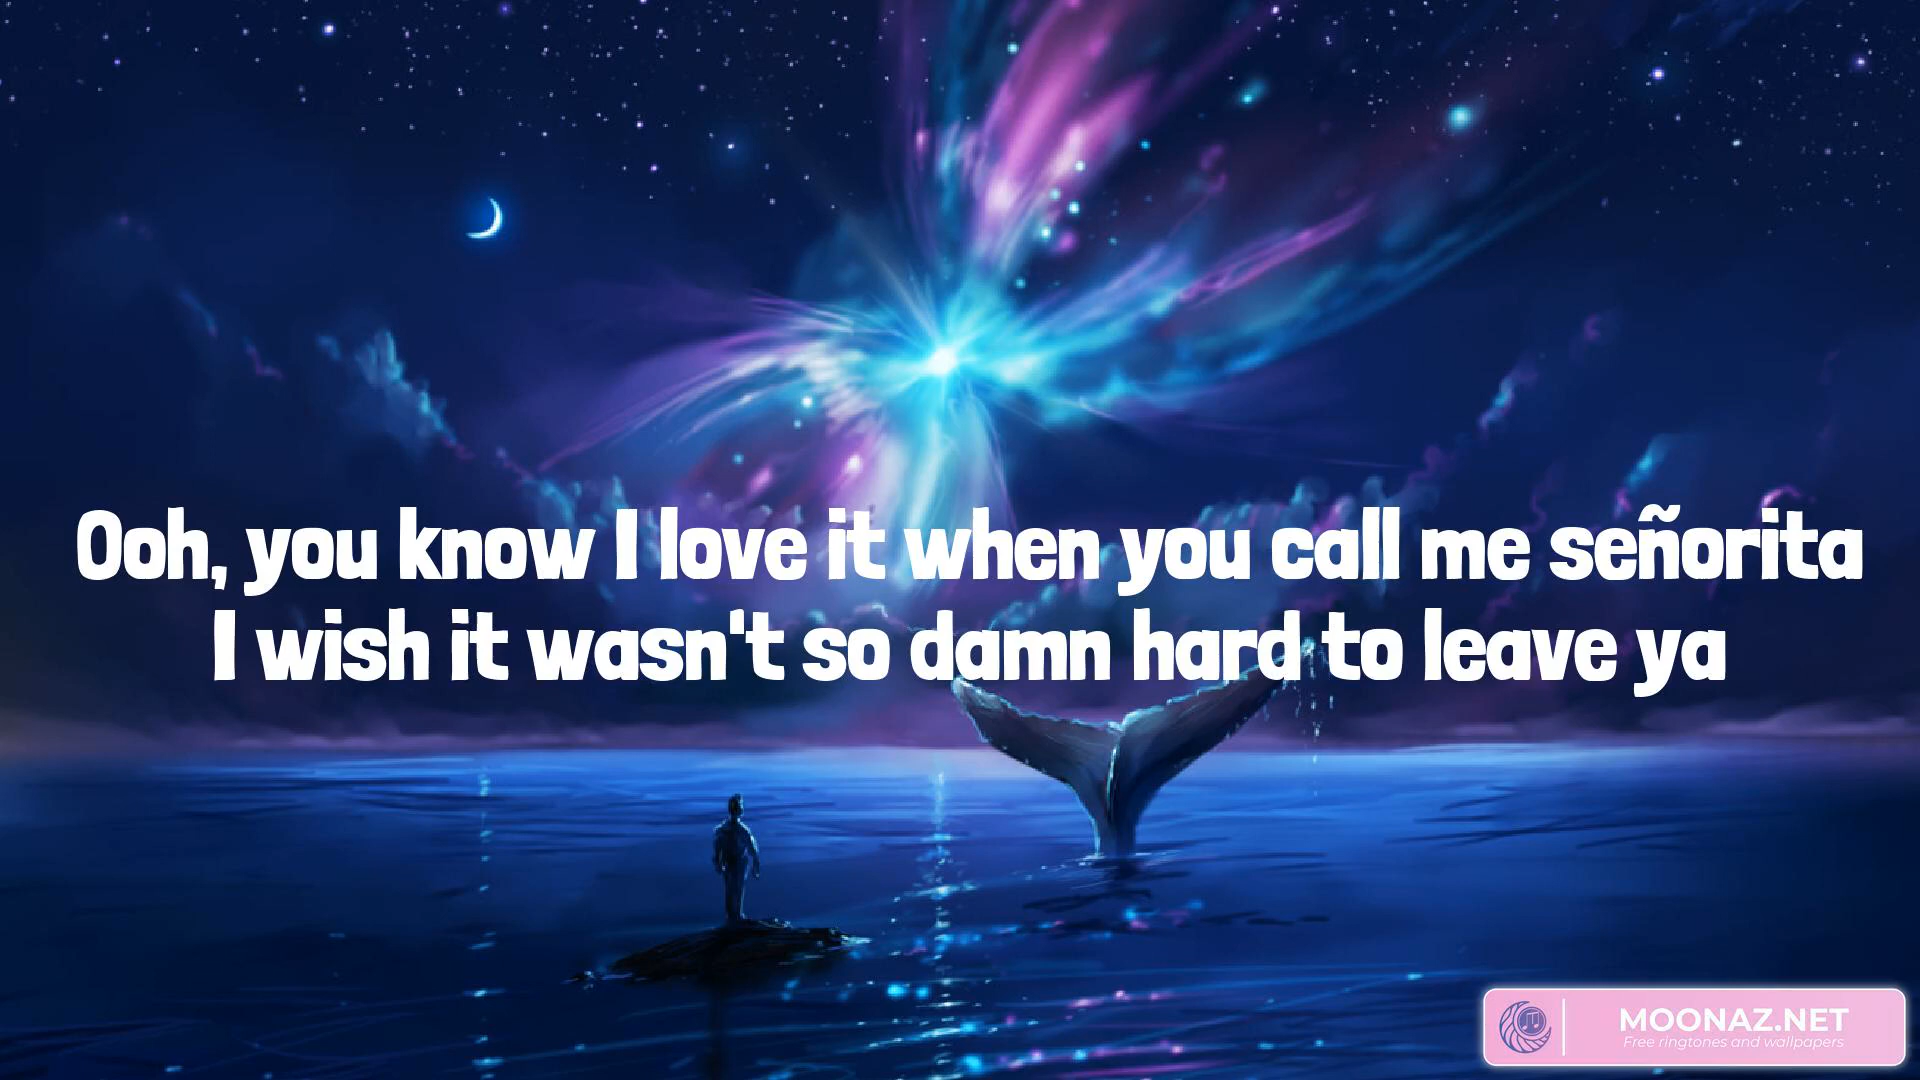 Ooh, you know I love it when you call me señorita
I wish it wasn't so damn hard to leave ya
MOONAZ.NET
Free ringtones and wallpapers